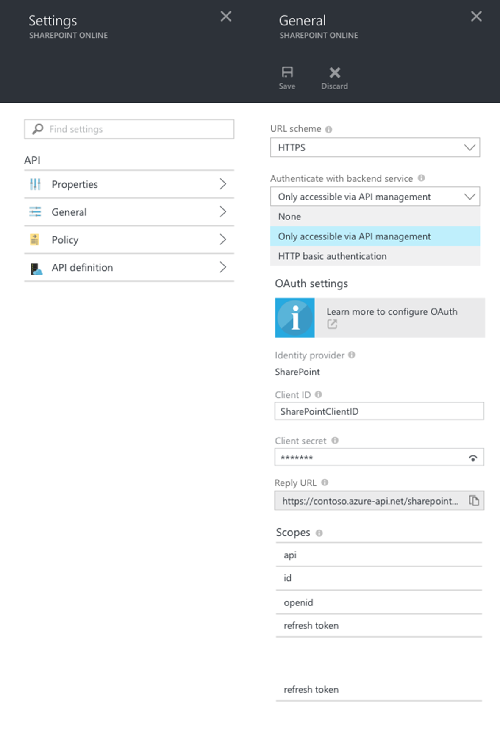 Settings
SHAREPOINT ONLINE
Find settings
API
Properties
General
Policy
API definition
General
SHAREPOINT ONLINE
Save
Discard
URL scheme
HTTPS
Authenticate with backend service
Only accessible via API management
None
Only accessible via API management
HTTP basic authentication
OAuth settings
Learn more to configure OAuth
Identity provider
SharePoint
Client ID
SharePointClientID
Client secret
*******
Reply URL
https://contoso.azure-api.net/sharepoint...
Scopes
api
id
openid
refresh token
refresh token